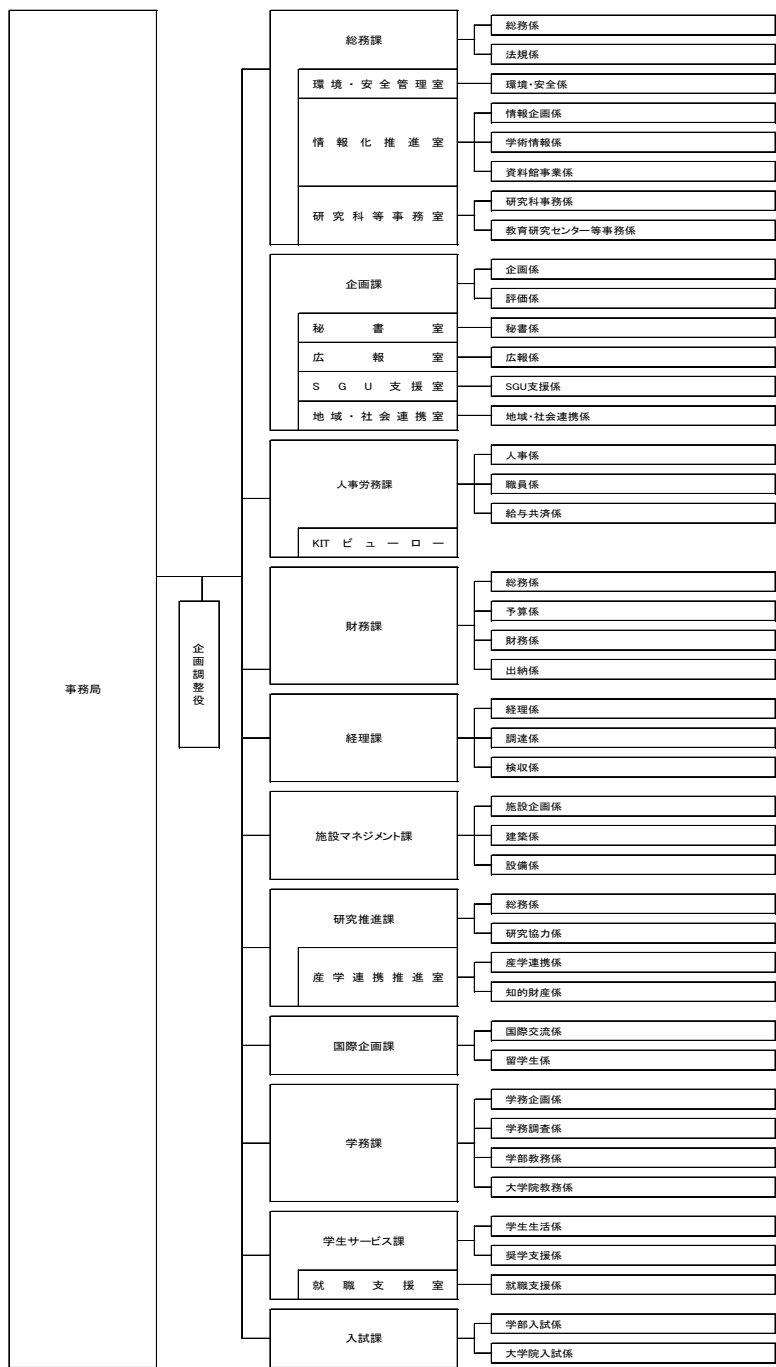 事務局
企画調整役
総務課
総務係
法規係
環境・安全管理室
環境・安全係
情報化推進室
情報企画係
学術情報係
資料館事業係
研究科等事務室
研究科事務係
教育研究センター等事務係
企画課
企画係
評価係
秘書室
秘書係
広報室
広報係
SGU支援室
SGU支援係
地域・社会連携室
地域・社会連携係
人事労務課
人事係
職員係
給与共済係
KITビューロー
財務課
総務係
予算係
財務係
出納係
経理課
経理係
調達係
検収係
施設マネジメント課
施設企画係
建築係
設備係
研究推進課
総務係
研究協力係
産学連携推進室
産学連携係
知的財産係
国際企画課
国際交流係
留学生係
学務課
学務企画係
学務調査係
学部教務係
大学院教務係
学生サービス課
学生生活係
奨学支援係
就職支援室
就職支援係
入試課
学部入試係
大学院入試係